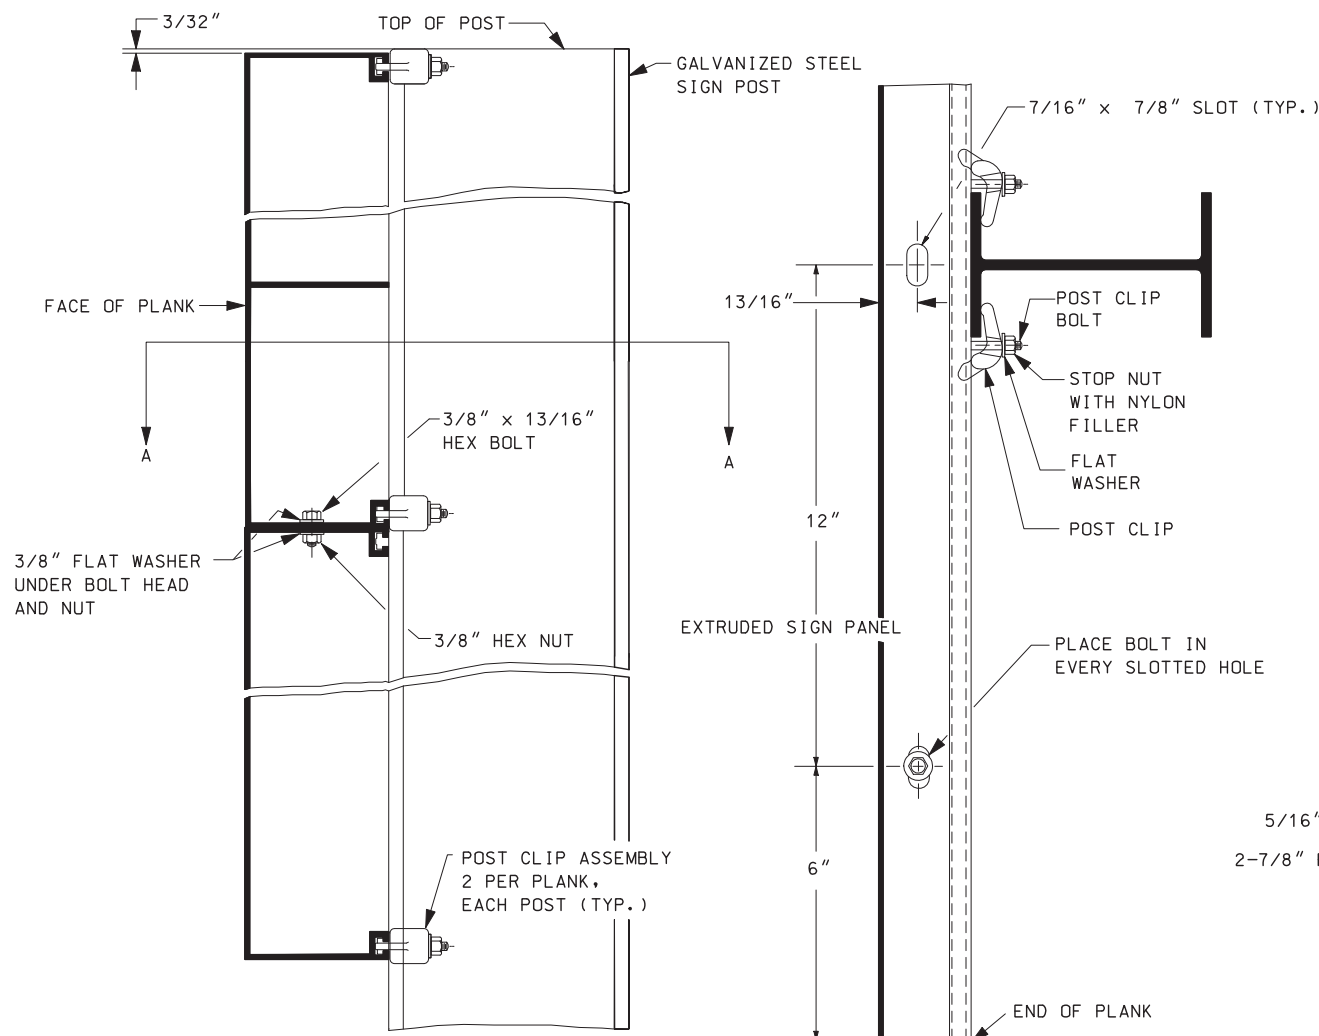 3/32"
TOP OF POST
GALVANIZED STEEL
SIGN POST
7/16" x 7/8" SLOT (TYP.)
FACE OF PLANK
13/16"
POST CLIP
BOLT
STOP NUT
WITH NYLON
FILLER
3/8" x 13/16"
HEX BOLT
A
A
FLAT
WASHER
12"
POST CLIP
3/8" FLAT WASHER
UNDER BOLT HEAD
AND NUT
3/8" HEX NUT
EXTRUDED SIGN PANEL
PLACE BOLT IN
EVERY SLOTTED HOLE
5/16"
2-7/8"
6"
POST CLIP ASSEMBLY
2 PER PLANK,
EACH POST (TYP.)
END OF PLANK